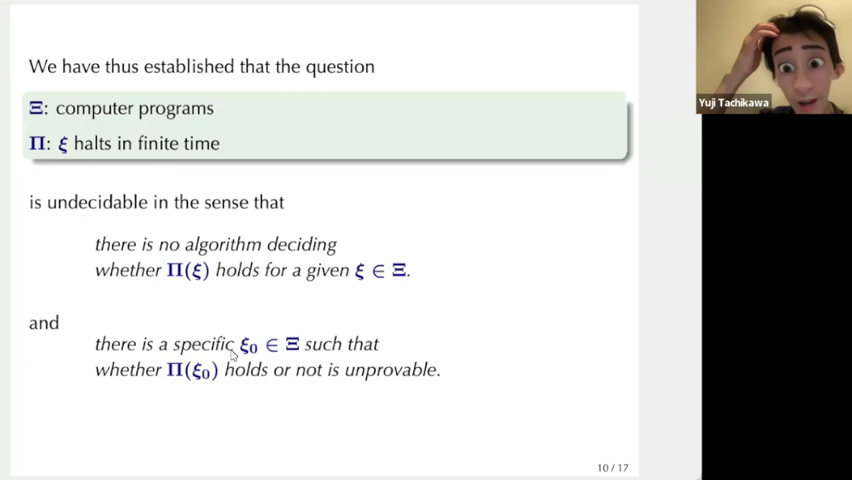 We have thus established that the question
Ξ: computer programs
Π: ξ halts in finite time
is undecidable in the sense that
there is no algorithm deciding
whether Π(ξ) holds for a given ξ ∈ Ξ.
and
there is a specific ξ₀ ∈ Ξ such that
whether Π(ξ₀) holds or not is unprovable.
10 / 17
Yuji Tachikawa